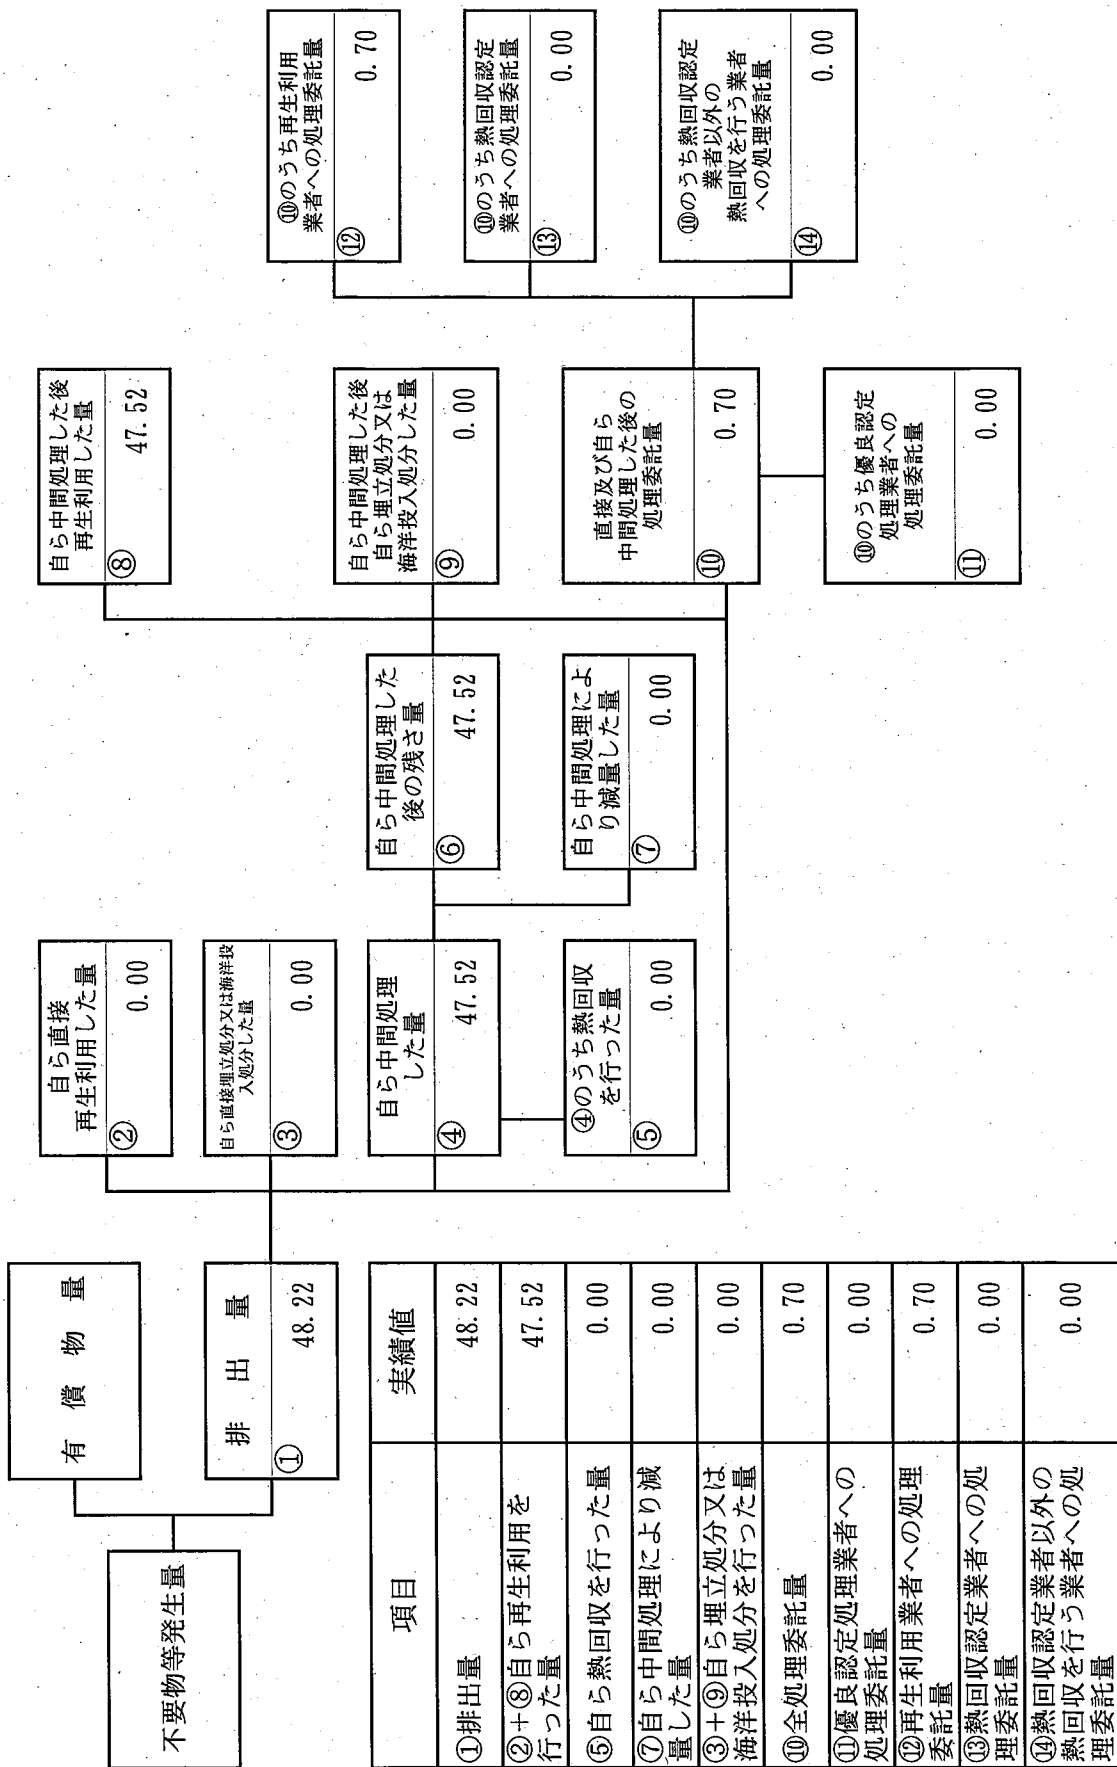 不要物等発生量
有償物量
排出量
① 48.22
自ら直接
再生利用した量
② 0.00
自ら直接埋立処分又は海洋投
入処分した量
③ 0.00
自ら中間処理
した量
④ 47.52
④のうち熱回収
を行った量
⑤ 0.00
自ら中間処理した
後の残さ量
⑥ 47.52
自ら中間処理によ
り減量した量
⑦ 0.00
自ら中間処理した後
再生利用した量
⑧ 47.52
自ら中間処理した後
自ら埋立処分又は
海洋投入処分した量
⑨ 0.00
直接及び自ら
中間処理した後の
処理委託量
⑩ 0.70
⑩のうち優良認定
処理業者への
処理委託量
⑪ 0.00
⑩のうち再生利用
業者への処理委託量
⑫ 0.70
⑩のうち熱回収認定
業者への処理委託量
⑬ 0.00
⑩のうち熱回収認定
業者以外の
熱回収を行う業者
への処理委託量
⑭ 0.00
項目 実績値
①排出量 48.22
②+⑧自ら再生利用を
行った量 47.52
⑤自ら熱回収を行った量 0.00
⑦自ら中間処理により減
量した量 0.00
③+⑨自ら埋立処分又は
海洋投入処分を行った量 0.00
⑩全処理委託量 0.70
⑪優良認定処理業者への
処理委託量 0.00
⑫再生利用業者への処理
委託量 0.70
⑬熱回収認定業者への処
理委託量 0.00
⑭熱回収認定業者以外の
熱回収を行う業者への処
理委託量 0.00